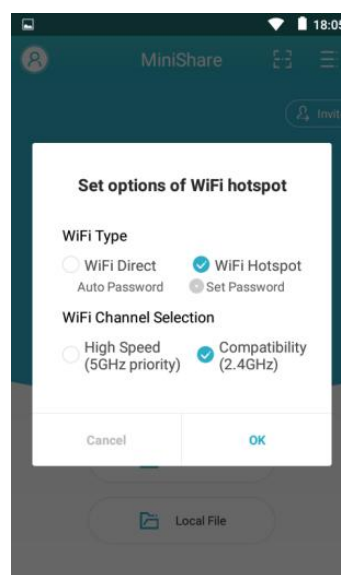 18:05
MiniShare
Invit
Set options of WiFi hotspot
WiFi Type
WiFi Direct
WiFi Hotspot
Auto Password
Set Password
WiFi Channel Selection
High Speed
(5GHz priority)
Compatibility
(2.4GHz)
Cancel
OK
Local File